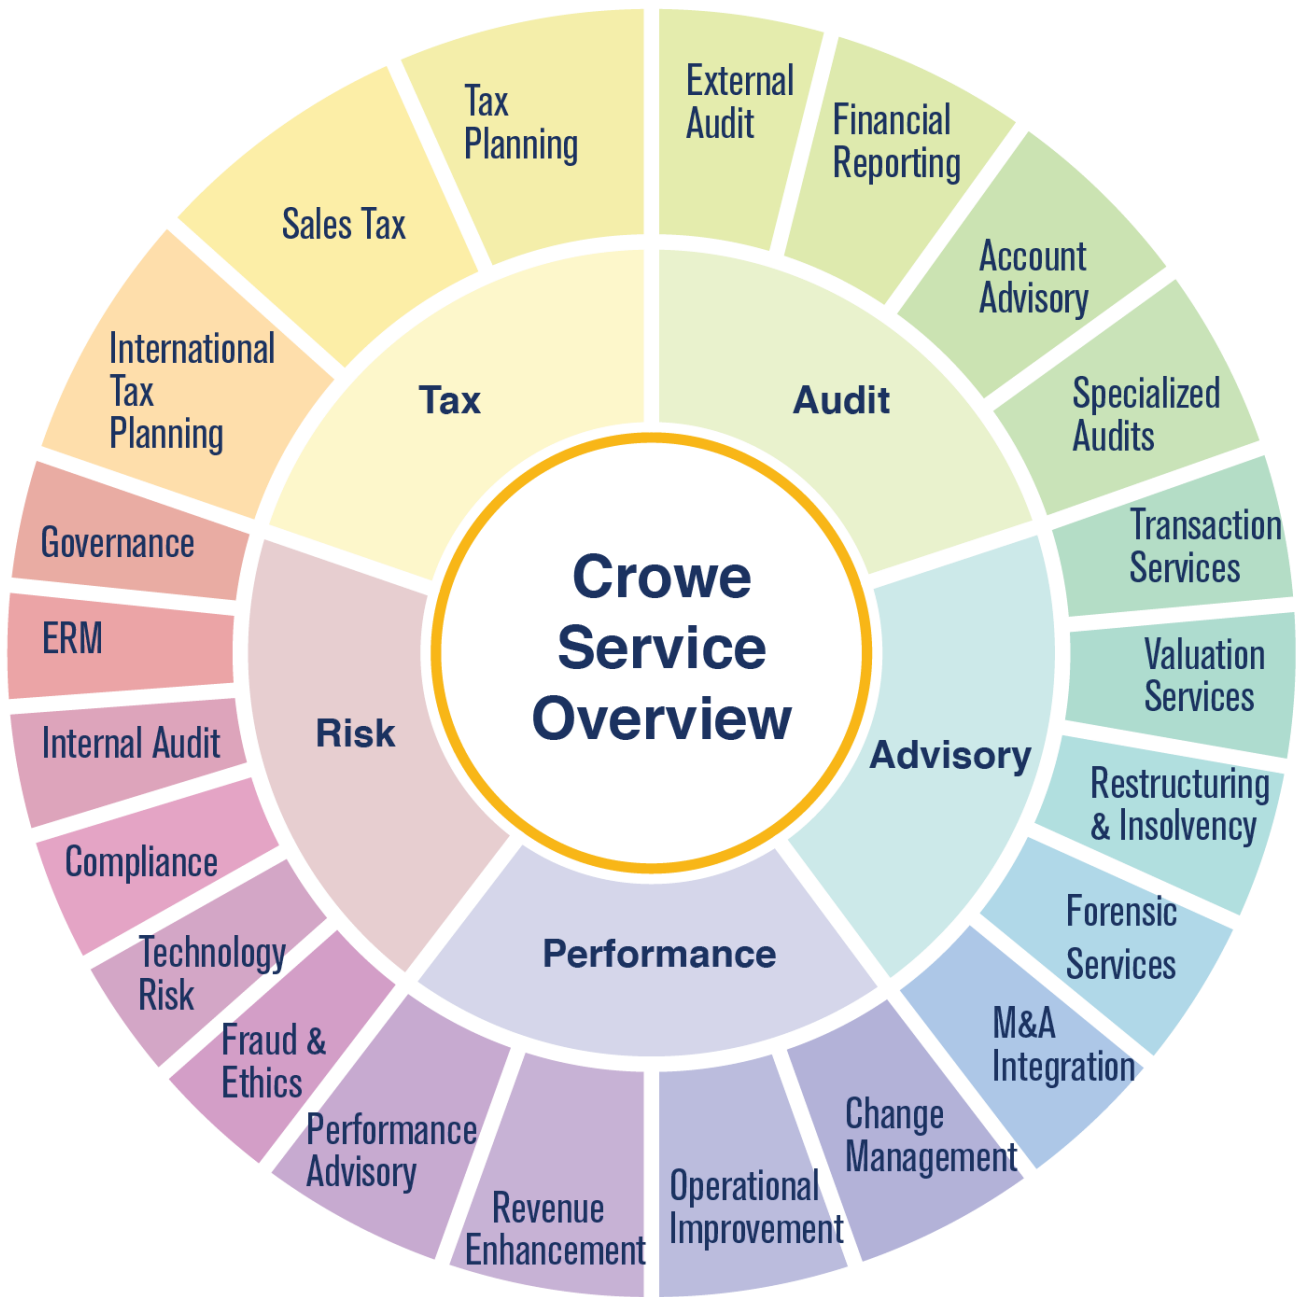 Crowe
Service
Overview
Audit
External
Audit
Financial
Reporting
Account
Advisory
Specialized
Audits
Advisory
Transaction
Services
Valuation
Services
Restructuring
& Insolvency
Forensic
Services
M&A
Integration
Performance
Change
Management
Operational
Improvement
Revenue
Enhancement
Performance
Advisory
Risk
Fraud &
Ethics
Technology
Risk
Compliance
Internal Audit
ERM
Governance
Tax
International
Tax
Planning
Sales Tax
Tax
Planning